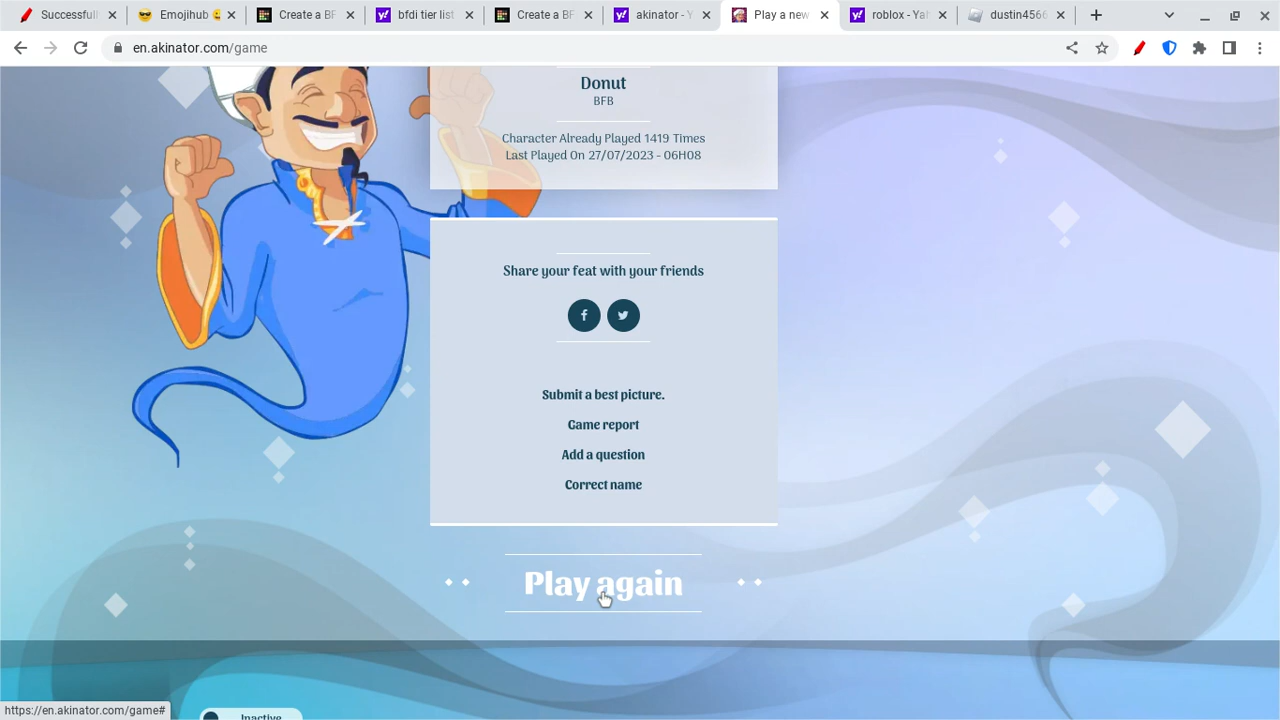 Successfull
Emojihub
Create a BF
bfdi tier list
Create a BF
akinator - Y
Play a new
roblox - Yah
dustin4566
en.akinator.com/game
Donut
BFB
Character Already Played 1419 Times
Last Played On 27/07/2023 - 06H08
Share your feat with your friends
Submit a best picture.
Game report
Add a question
Correct name
Play again
https://en.akinator.com/game#
Inactive